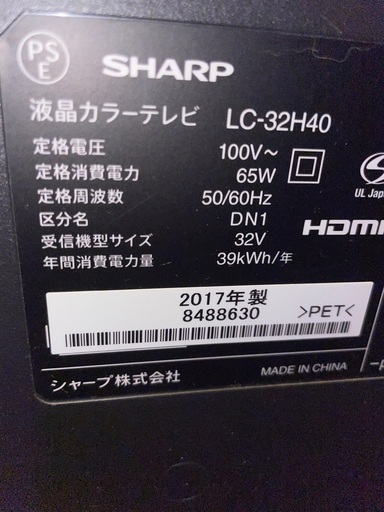 PS
E
SHARP
液晶カラーテレビ LC-32H40
定格電圧 100V～
定格消費電力 65W
定格周波数 50/60Hz
区分名 DN1
受信機型サイズ 32V
年間消費電力量 39kWh/年
UL
HDMI
2017年製
8488630
>PET<
シャープ株式会社
MADE IN CHINA